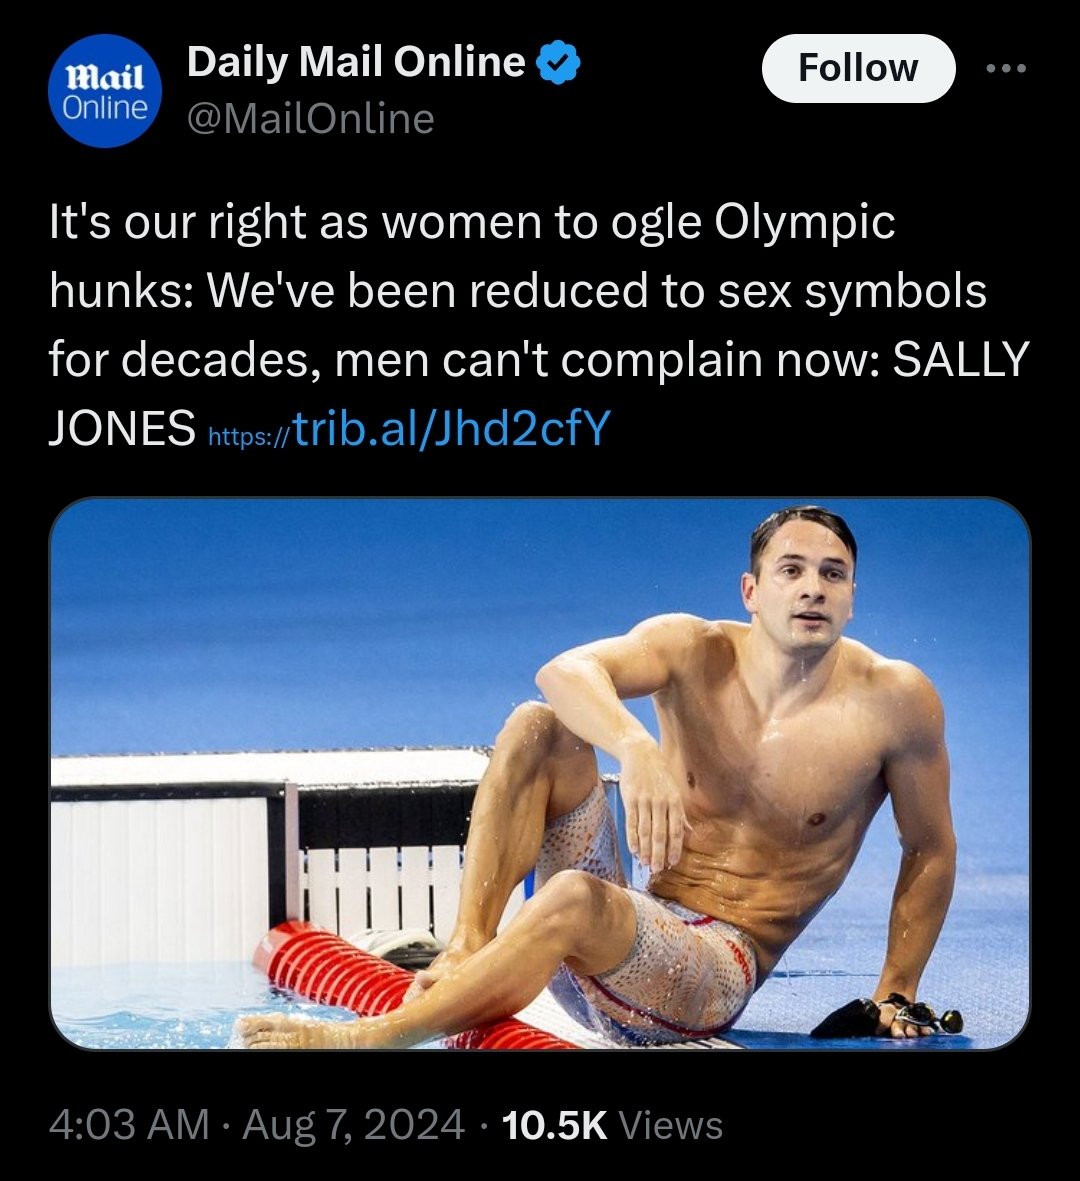 Mail
Online
Daily Mail Online
@MailOnline
Follow
It's our right as women to ogle Olympic
hunks: We've been reduced to sex symbols
for decades, men can't complain now: SALLY
JONES https://trib.al/Jhd2cfY
4:03 AM · Aug 7, 2024 · 10.5K Views